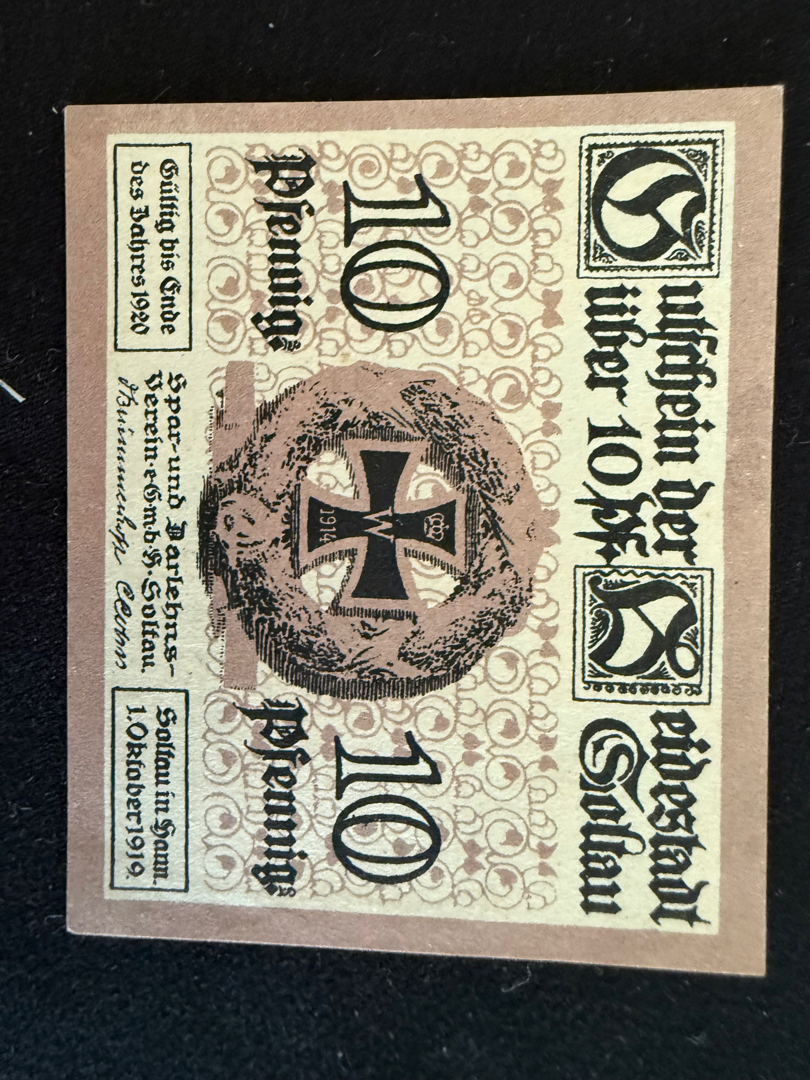 Gutschein der Heidestadt
über 10 Pf. Soltau
10
Pfennig.
10
Pfennig.
W
1914
Gültig bis Ende
des Jahres 1920
Spar- und Darlehns-
Verein e.G.m.b.H. Soltau.
Soltau in Hann.
1. Oktober 1919.